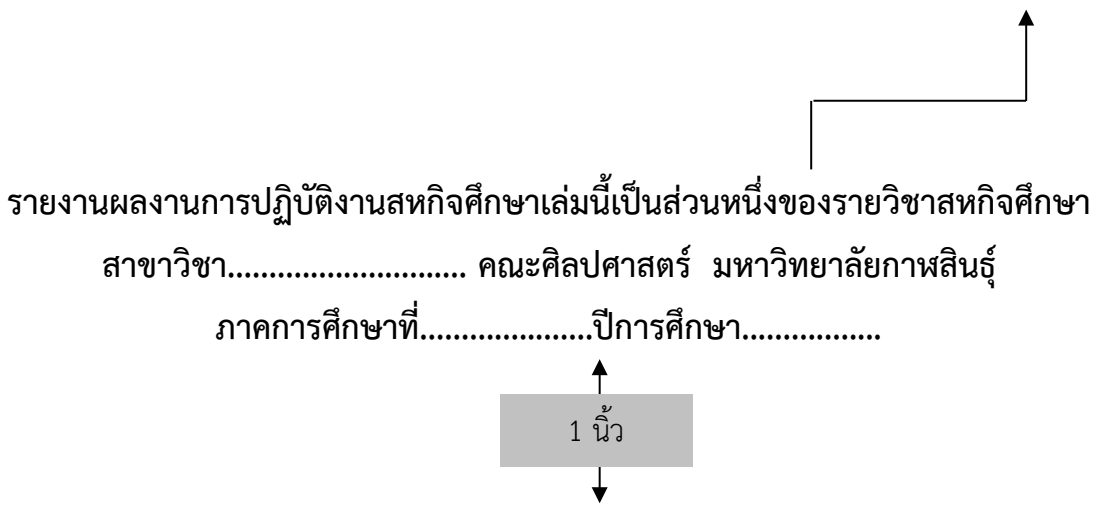 รายงานผลงานการปฏิบัติงานสหกิจศึกษาเล่มนี้เป็นส่วนหนึ่งของรายวิชาสหกิจศึกษา
สาขาวิชา............................. คณะศิลปศาสตร์ มหาวิทยาลัยกาฬสินธุ์
ภาคการศึกษาที่.....................ปีการศึกษา.................
1 นิ้ว